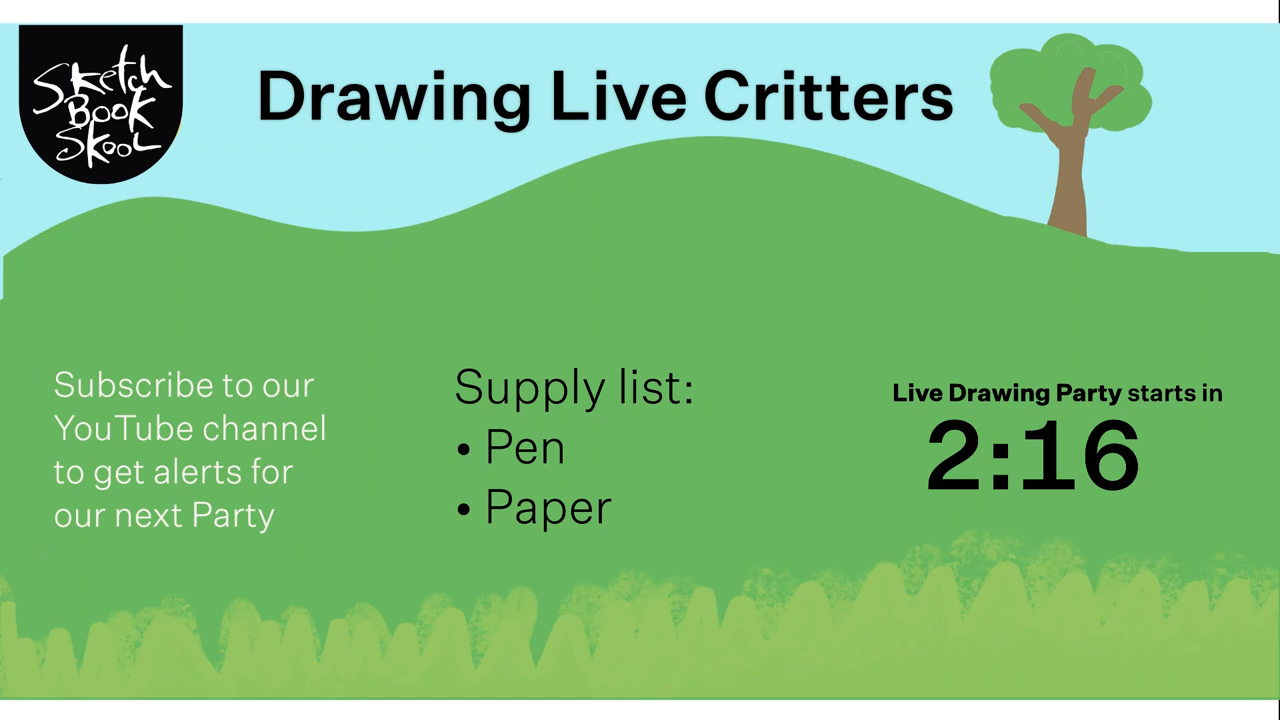 Sketch
Book
Skool
Drawing Live Critters
Subscribe to our
YouTube channel
to get alerts for
our next Party
Supply list:
• Pen
• Paper
Live Drawing Party starts in
2:16